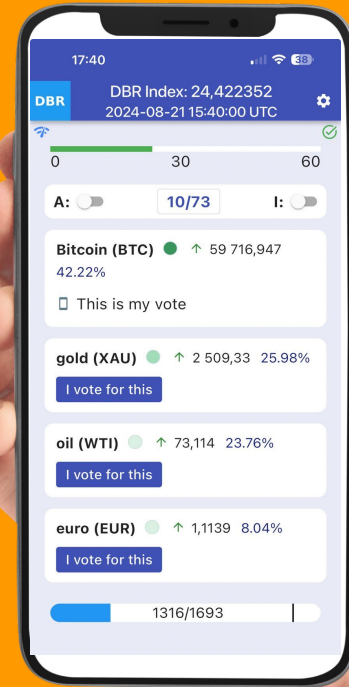 17:40 38
DBR DBR Index: 24,422352
2024-08-21 15:40:00 UTC
0 30 60
A: 10/73 I:
Bitcoin (BTC) ↑ 59 716,947
42.22%
This is my vote
gold (XAU) ↑ 2 509,33 25.98%
I vote for this
oil (WTI) ↑ 73,114 23.76%
I vote for this
euro (EUR) ↑ 1,1139 8.04%
I vote for this
1316/1693